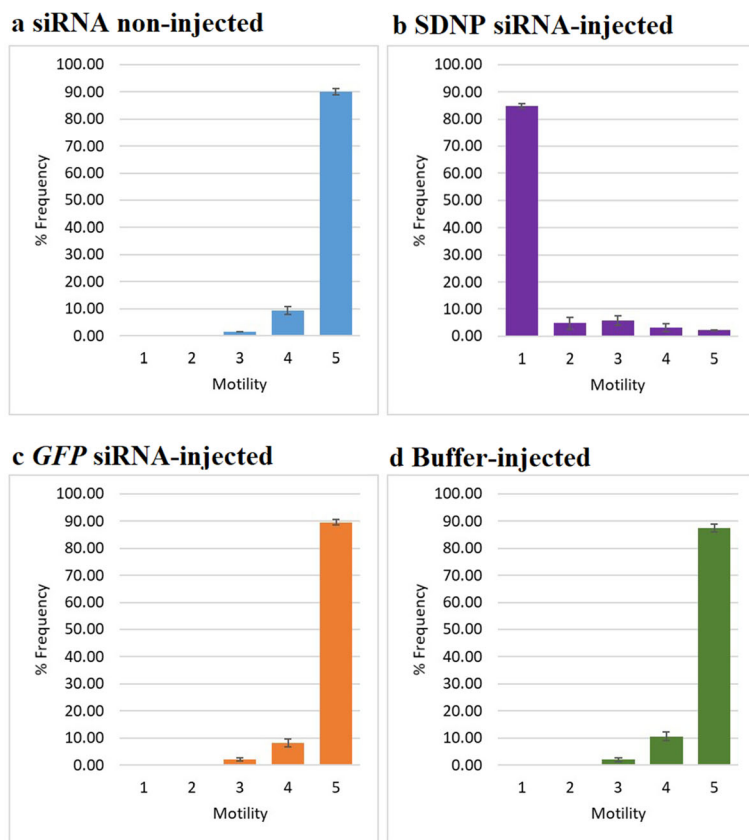 a siRNA non-injected
100.00
90.00
80.00
70.00
60.00
50.00
40.00
30.00
20.00
10.00
0.00
% Frequency
1 2 3 4 5
Motility
b SDNP siRNA-injected
100.00
90.00
80.00
70.00
60.00
50.00
40.00
30.00
20.00
10.00
0.00
% Frequency
1 2 3 4 5
Motility
c GFP siRNA-injected
100.00
90.00
80.00
70.00
60.00
50.00
40.00
30.00
20.00
10.00
0.00
% Frequency
1 2 3 4 5
Motility
d Buffer-injected
100.00
90.00
80.00
70.00
60.00
50.00
40.00
30.00
20.00
10.00
0.00
% Frequency
1 2 3 4 5
Motility